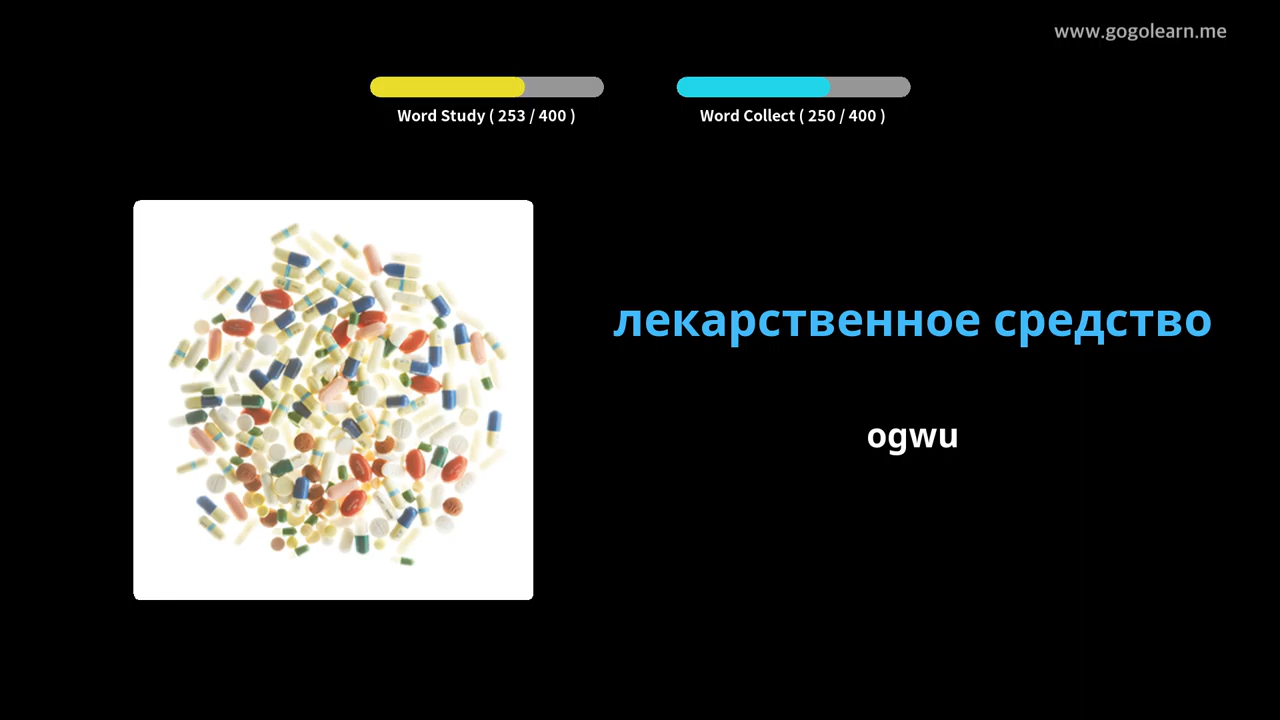 www.gogolearn.me
Word Study ( 253 / 400 )
Word Collect ( 250 / 400 )
лекарственное средство
ogwu